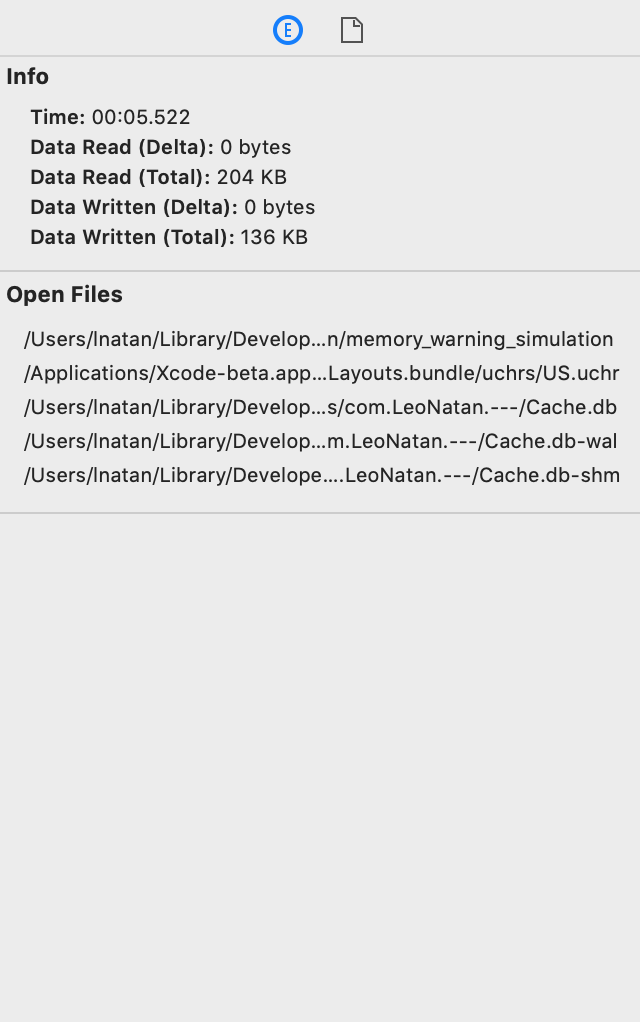 E
Info
Time: 00:05.522
Data Read (Delta): 0 bytes
Data Read (Total): 204 KB
Data Written (Delta): 0 bytes
Data Written (Total): 136 KB
Open Files
/Users/lnatan/Library/Develop...n/memory_warning_simulation
/Applications/Xcode-beta.app...Layouts.bundle/uchrs/US.uchr
/Users/lnatan/Library/Develop...s/com.LeoNatan.---/Cache.db
/Users/lnatan/Library/Develop...m.LeoNatan.---/Cache.db-wal
/Users/lnatan/Library/Develope....LeoNatan.---/Cache.db-shm